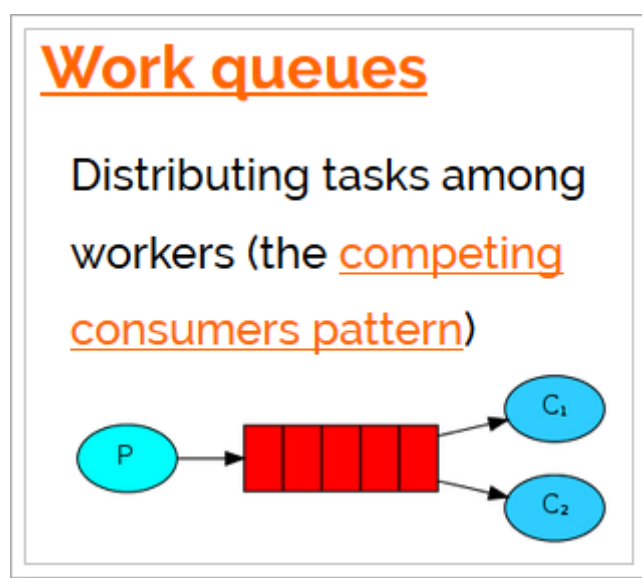 Work queues
Distributing tasks among
workers (the competing
consumers pattern)
P
C₁
C₂